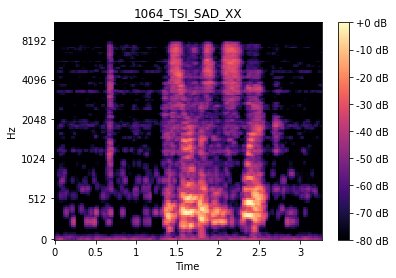 1064_TSI_SAD_XX
8192
4096
2048
1024
512
0
Hz
0
0.5
1
1.5
2
2.5
3
Time
+0 dB
-10 dB
-20 dB
-30 dB
-40 dB
-50 dB
-60 dB
-70 dB
-80 dB